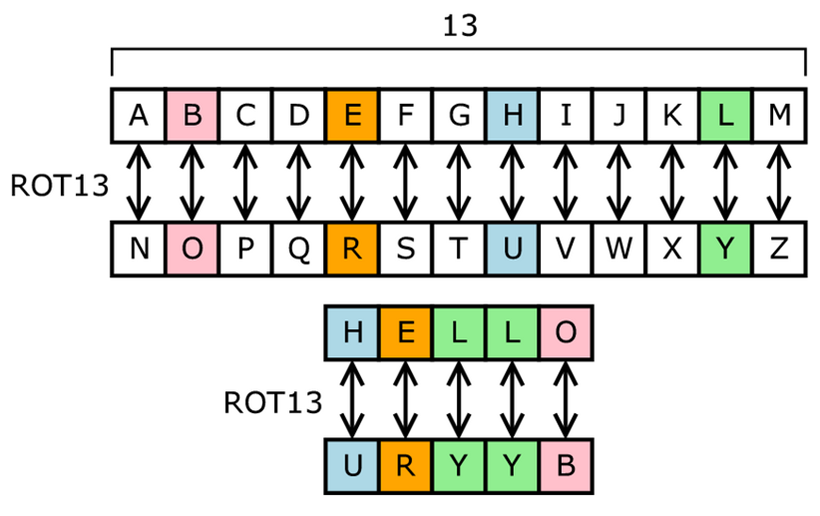 13
A B C D E F G H I J K L M
ROT13
N O P Q R S T U V W X Y Z
H E L L O
ROT13
U R Y Y B